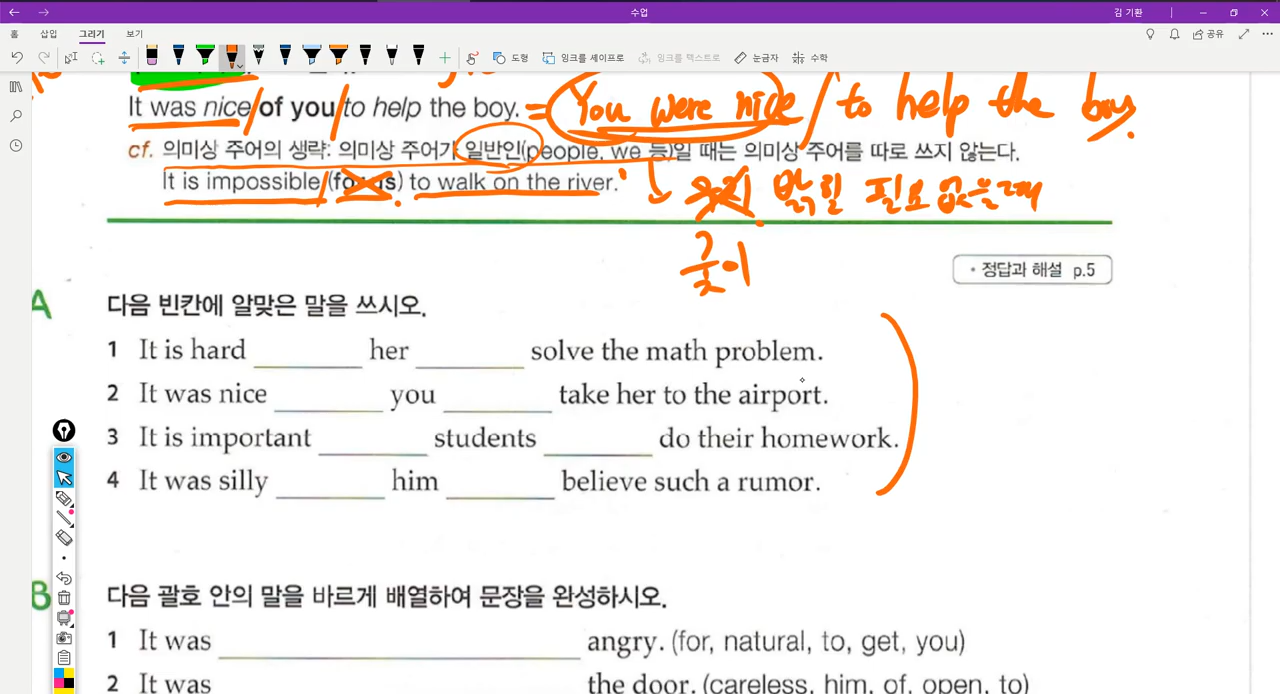 수업
김 기환
홈 삽입 그리기 보기
공유
도형 잉크를 셰이프로 잉크를 텍스트로 눈금자 수학
It was nice of you to help the boy. = You were nice / to help the boy.
cf. 의미상 주어의 생략: 의미상 주어가 일반인(people, we 등)일 때는 의미상 주어를 따로 쓰지 않는다.
It is impossible (for us) to walk on the river. 밝힐 필요 없을 때
굳이
• 정답과 해설 p.5
A 다음 빈칸에 알맞은 말을 쓰시오.
1 It is hard ________ her ________ solve the math problem.
2 It was nice ________ you ________ take her to the airport.
3 It is important ________ students ________ do their homework.
4 It was silly ________ him ________ believe such a rumor.
B 다음 괄호 안의 말을 바르게 배열하여 문장을 완성하시오.
1 It was ________ angry. (for, natural, to, get, you)
2 It was ________ the door. (careless, him, of, open, to)